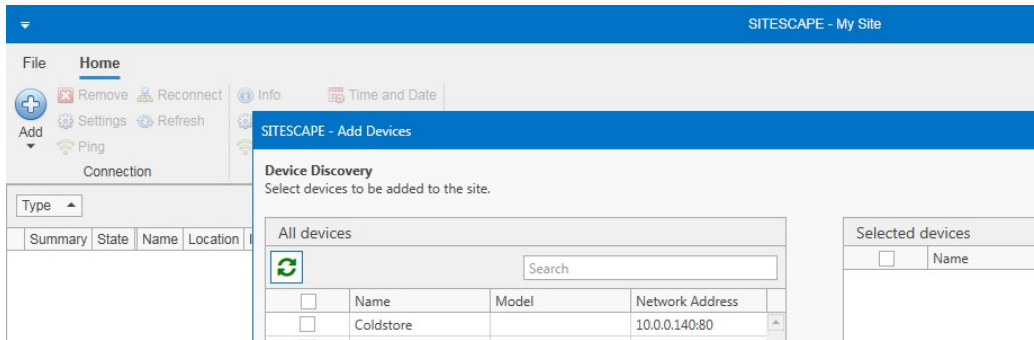 SITESCAPE - My Site
File Home
Remove Reconnect Info Time and Date
Add Settings Refresh
Ping
Connection
SITESCAPE - Add Devices
Device Discovery
Select devices to be added to the site.
Type
Summary State Name Location
All devices
Search
Name Model Network Address
Coldstore 10.0.0.140:80
Selected devices
Name